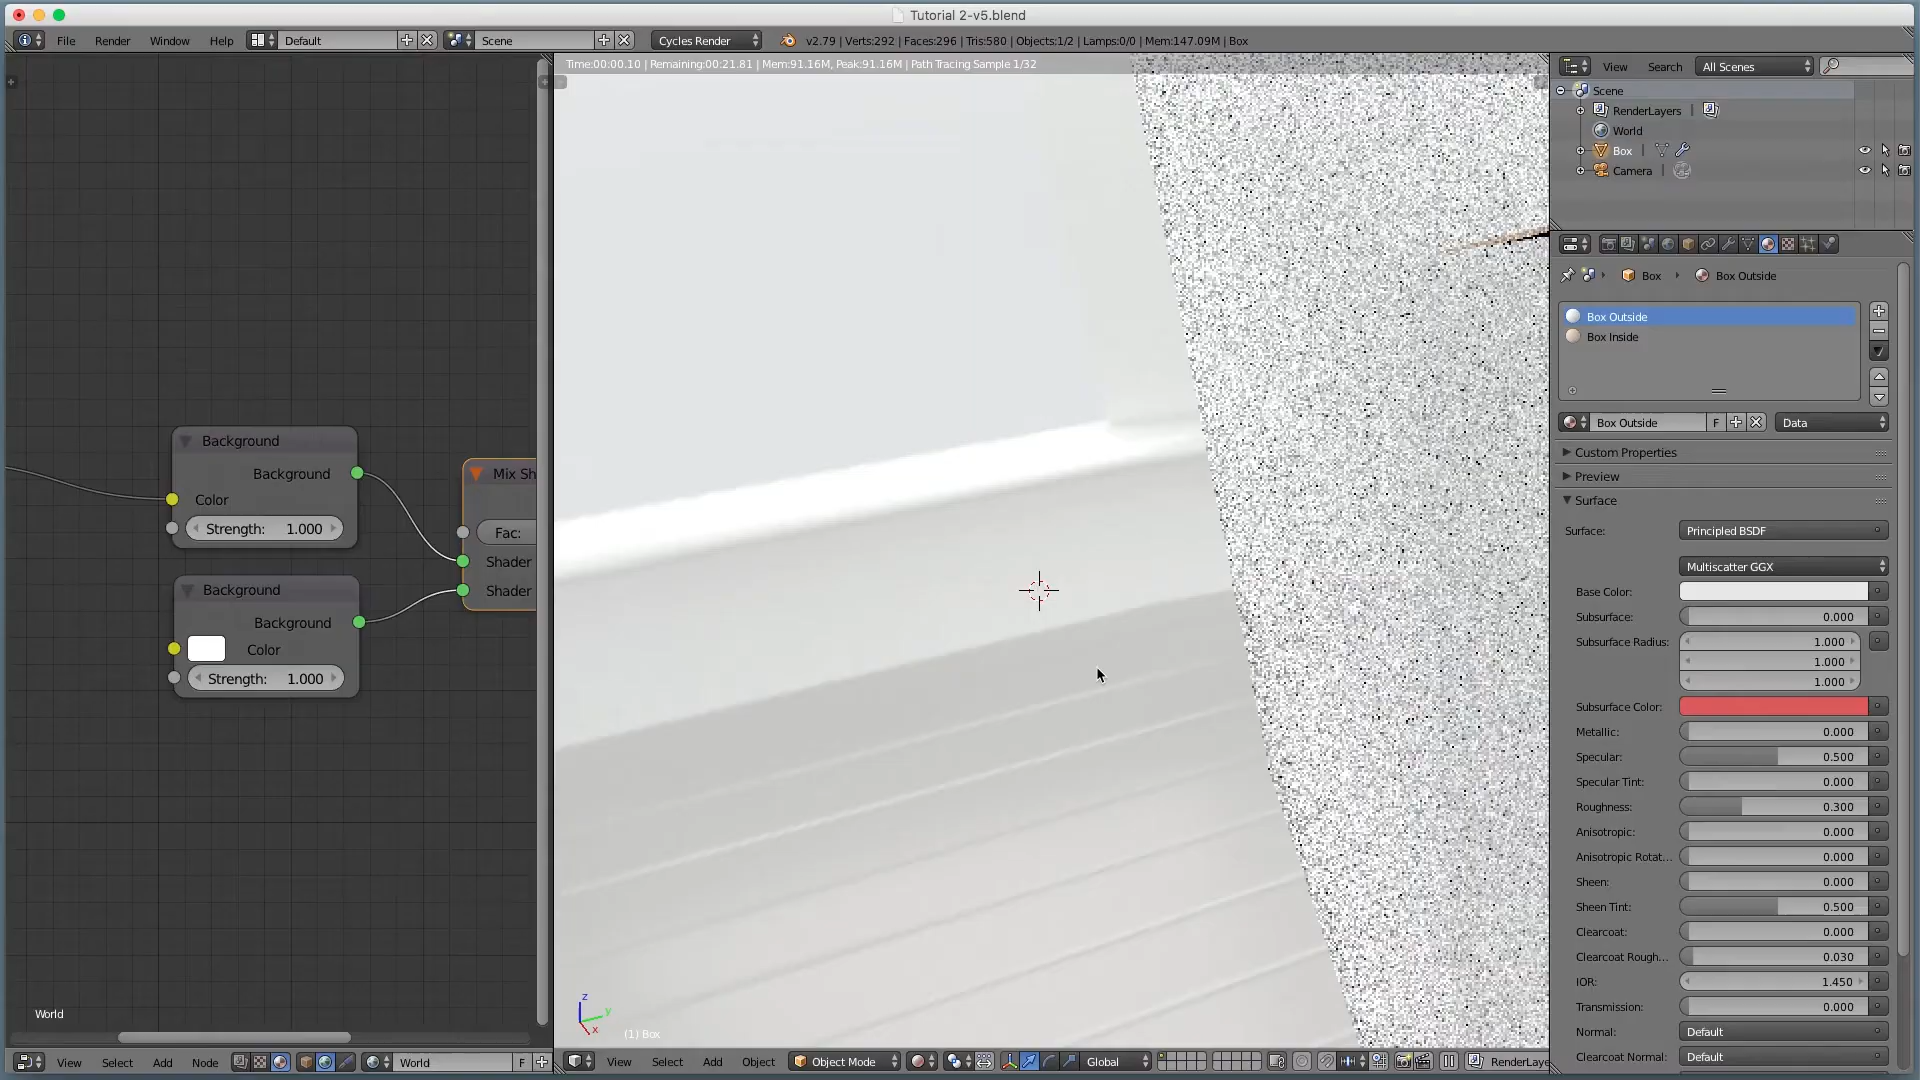 Tutorial 2-v5.blend
File Render Window Help Default Scene Cycles Render v2.79 | Verts:292 | Faces:296 | Tris:580 | Objects:1/2 | Lamps:0/0 | Mem:147.09M | Box
Time:00:00.10 | Remaining:00:21.81 | Mem:91.16M, Peak:91.16M | Path Tracing Sample 1/32
View Search All Scenes
Scene
RenderLayers |
World
Box |
Camera |
Box Box Outside
Box Outside
Box Inside
Box Outside F Data
Custom Properties
Preview
Surface
Surface: Principled BSDF
Multiscatter GGX
Base Color:
Subsurface: 0.000
Subsurface Radius: 1.000
1.000
1.000
Subsurface Color:
Metallic: 0.000
Specular: 0.500
Specular Tint: 0.000
Roughness: 0.300
Anisotropic: 0.000
Anisotropic Rotat... 0.000
Sheen: 0.000
Sheen Tint: 0.500
Clearcoat: 0.000
Clearcoat Rough... 0.030
IOR: 1.450
Transmission: 0.000
Normal: Default
Clearcoat Normal: Default
Background
Background
Color
Strength: 1.000
Background
Background
Color
Strength: 1.000
Mix Sh
Fac:
Shader
Shader
World
z
y
x
(1) Box
View Select Add Node World F
View Select Add Object Object Mode Global RenderLaye